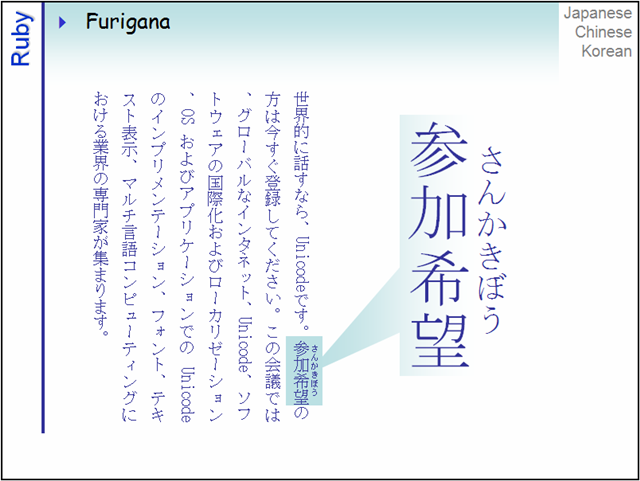 Ruby
Furigana
Japanese
Chinese
Korean
世界的に話すなら、Unicodeです。参加希望の
さんかきぼう
方は今すぐ登録してください。この会議では
、グローバルなインタネット、Unicode、ソフ
トウェアの国際化およびローカリゼーション
、OS およびアプリケーションでの Unicode
のインプリメンテーション、フォント、テキ
スト表示、マルチ言語コンピューティングに
おける業界の専門家が集まります。
さんかきぼう
参加希望